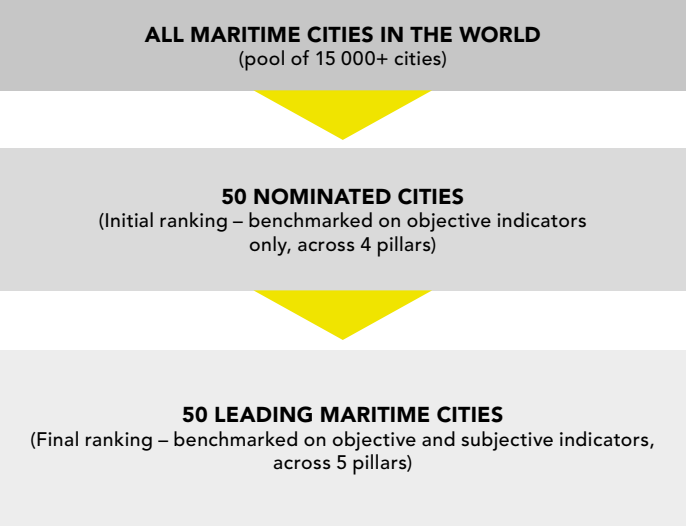 ALL MARITIME CITIES IN THE WORLD
(pool of 15 000+ cities)
50 NOMINATED CITIES
(Initial ranking – benchmarked on objective indicators
only, across 4 pillars)
50 LEADING MARITIME CITIES
(Final ranking – benchmarked on objective and subjective indicators,
across 5 pillars)